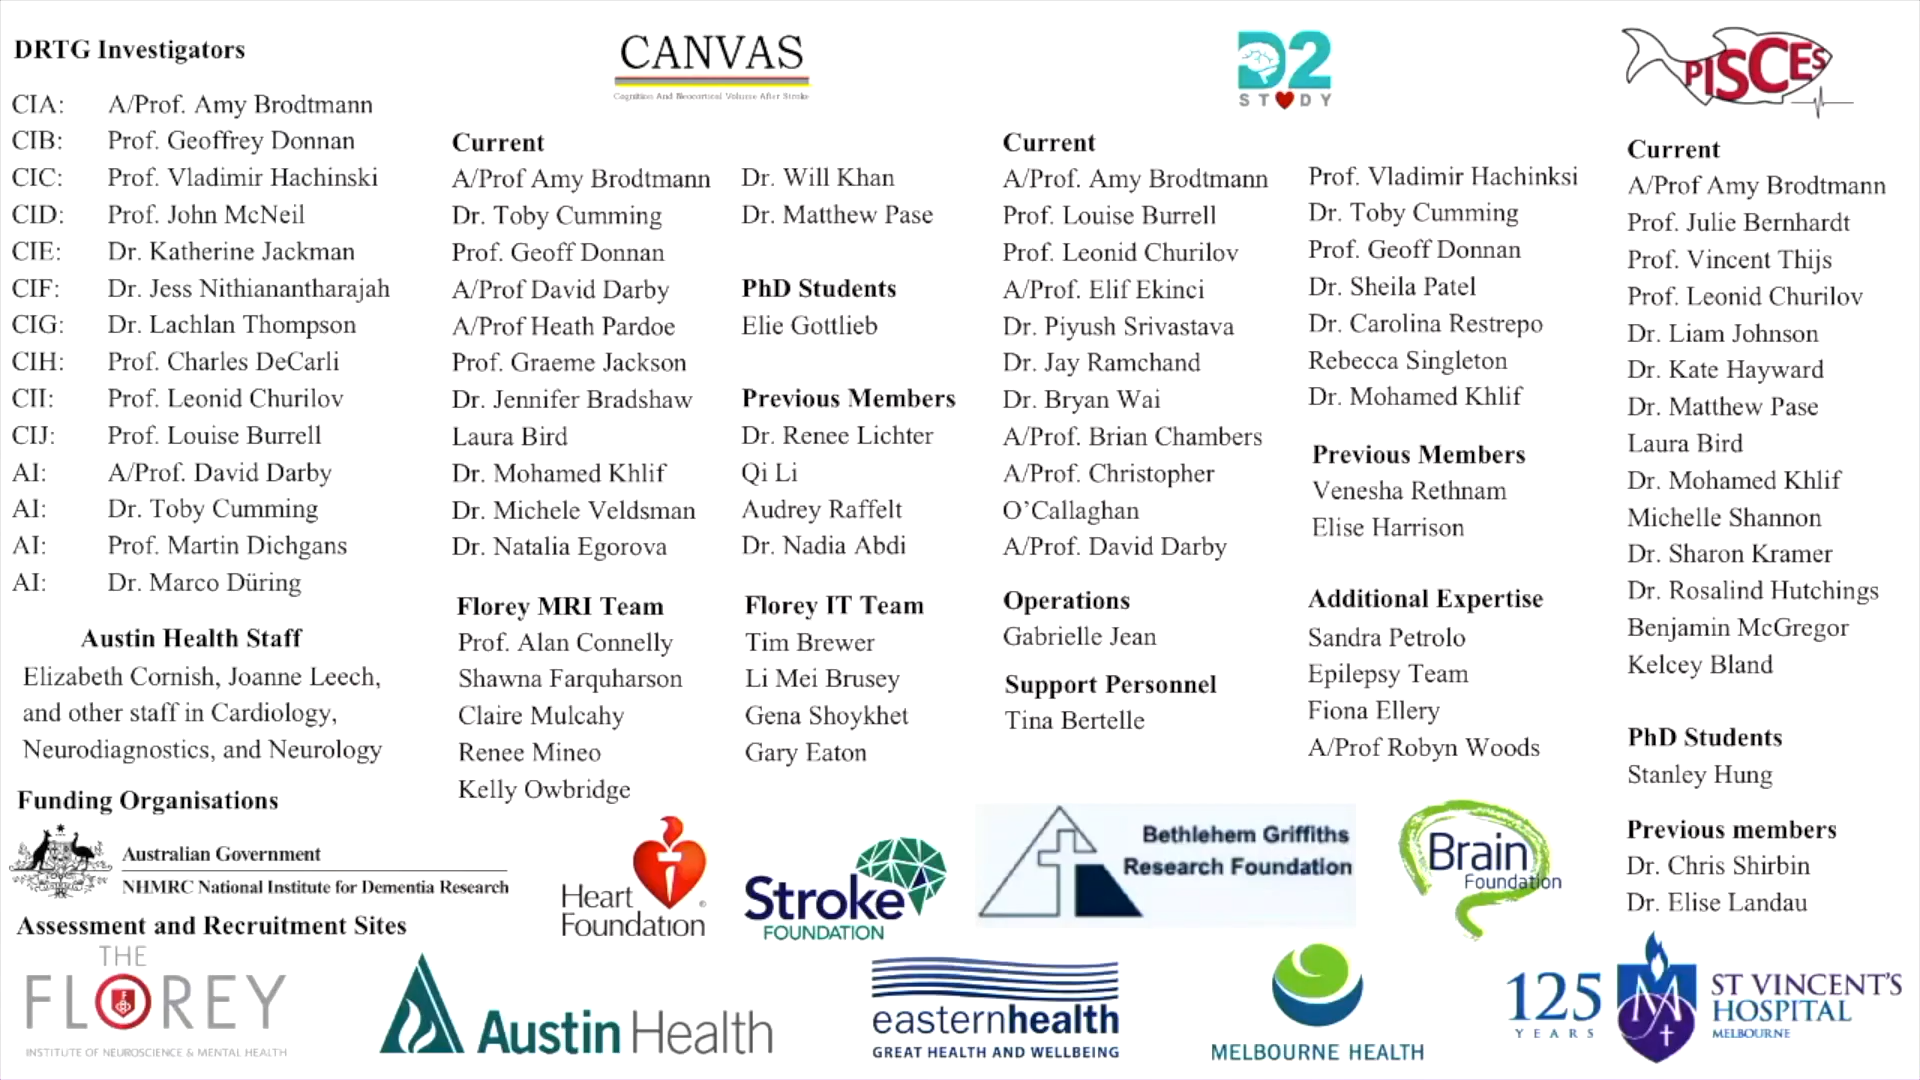 DRTG Investigators
CIA: A/Prof. Amy Brodtmann
CIB: Prof. Geoffrey Donnan
CIC: Prof. Vladimir Hachinski
CID: Prof. John McNeil
CIE: Dr. Katherine Jackman
CIF: Dr. Jess Nithianantharajah
CIG: Dr. Lachlan Thompson
CIH: Prof. Charles DeCarli
CII: Prof. Leonid Churilov
CIJ: Prof. Louise Burrell
AI: A/Prof. David Darby
AI: Dr. Toby Cumming
AI: Prof. Martin Dichgans
AI: Dr. Marco Düring
Austin Health Staff
Elizabeth Cornish, Joanne Leech,
and other staff in Cardiology,
Neurodiagnostics, and Neurology
CANVAS
Cognition And Neocortical Volume After Stroke
Current
A/Prof Amy Brodtmann
Dr. Toby Cumming
Prof. Geoff Donnan
A/Prof David Darby
A/Prof Heath Pardoe
Prof. Graeme Jackson
Dr. Jennifer Bradshaw
Laura Bird
Dr. Mohamed Khlif
Dr. Michele Veldsman
Dr. Natalia Egorova
Dr. Will Khan
Dr. Matthew Pase
PhD Students
Elie Gottlieb
Previous Members
Dr. Renee Lichter
Qi Li
Audrey Raffelt
Dr. Nadia Abdi
Florey MRI Team
Prof. Alan Connelly
Shawna Farquharson
Claire Mulcahy
Renee Mineo
Kelly Owbridge
Florey IT Team
Tim Brewer
Li Mei Brusey
Gena Shoykhet
Gary Eaton
D2
STUDY
Current
A/Prof. Amy Brodtmann
Prof. Louise Burrell
Prof. Leonid Churilov
A/Prof. Elif Ekinci
Dr. Piyush Srivastava
Dr. Jay Ramchand
Dr. Bryan Wai
A/Prof. Brian Chambers
A/Prof. Christopher
O’Callaghan
A/Prof. David Darby
Operations
Gabrielle Jean
Support Personnel
Tina Bertelle
Prof. Vladimir Hachinksi
Dr. Toby Cumming
Prof. Geoff Donnan
Dr. Sheila Patel
Dr. Carolina Restrepo
Rebecca Singleton
Dr. Mohamed Khlif
Previous Members
Venesha Rethnam
Elise Harrison
Additional Expertise
Sandra Petrolo
Epilepsy Team
Fiona Ellery
A/Prof Robyn Woods
PISCES
Current
A/Prof Amy Brodtmann
Prof. Julie Bernhardt
Prof. Vincent Thijs
Prof. Leonid Churilov
Dr. Liam Johnson
Dr. Kate Hayward
Dr. Matthew Pase
Laura Bird
Dr. Mohamed Khlif
Michelle Shannon
Dr. Sharon Kramer
Dr. Rosalind Hutchings
Benjamin McGregor
Kelcey Bland
PhD Students
Stanley Hung
Previous members
Dr. Chris Shirbin
Dr. Elise Landau
Funding Organisations
Australian Government
NHMRC National Institute for Dementia Research
Heart
Foundation
Stroke
FOUNDATION
Bethlehem Griffiths
Research Foundation
Brain
Foundation
Assessment and Recruitment Sites
THE
FLOREY
INSTITUTE OF NEUROSCIENCE & MENTAL HEALTH
Austin Health
easternhealth
GREAT HEALTH AND WELLBEING
MELBOURNE HEALTH
125
YEARS
ST VINCENT'S
HOSPITAL
MELBOURNE